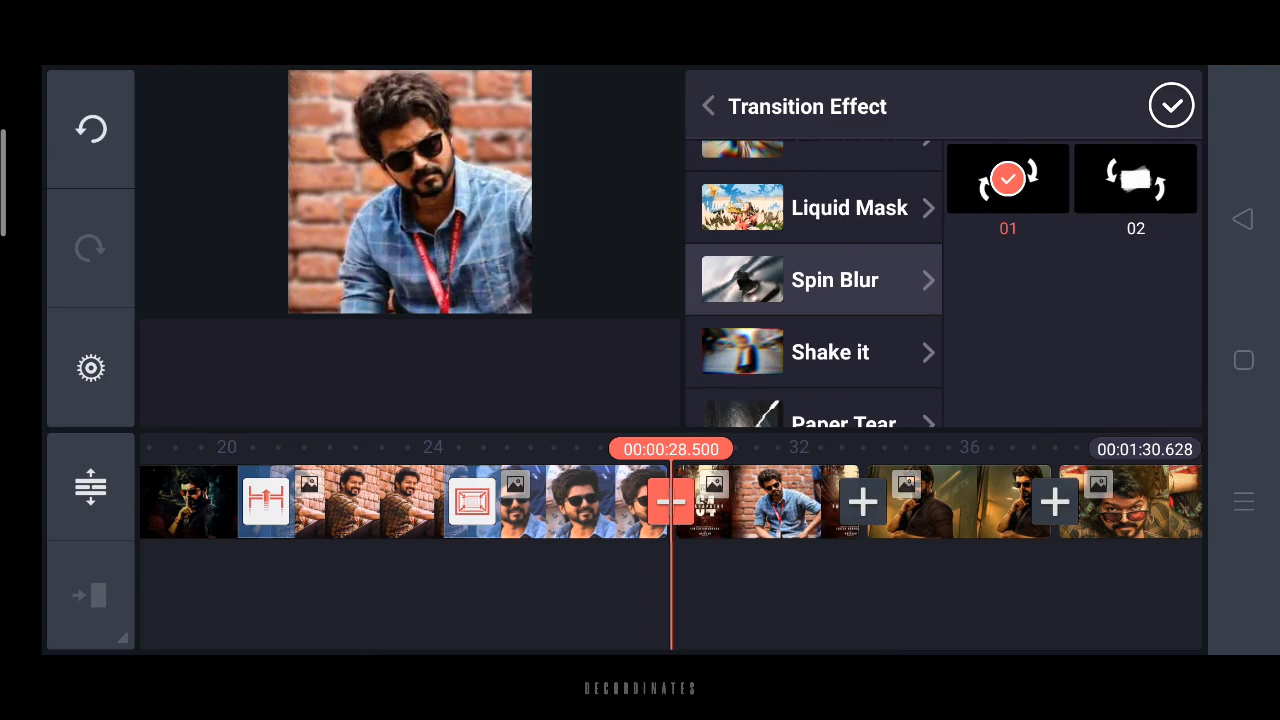 Transition Effect
Liquid Mask
01
02
Spin Blur
Shake it
Paper Tear
20
24
00:00:28.500
32
36
00:01:30.628
DECORDINATES